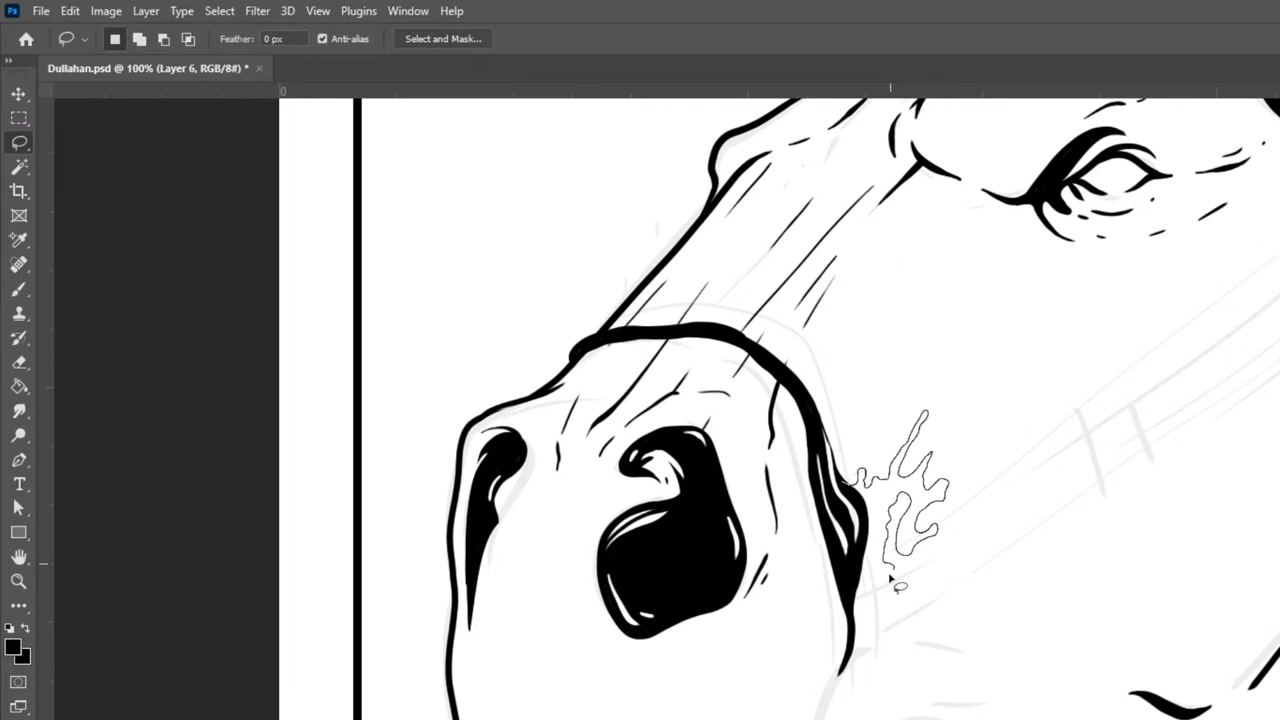 Ps File Edit Image Layer Type Select Filter 3D View Plugins Window Help
Feather: 0 px Anti-alias Select and Mask...
Dullahan.psd @ 100% (Layer 6, RGB/8#) * ×
0
T